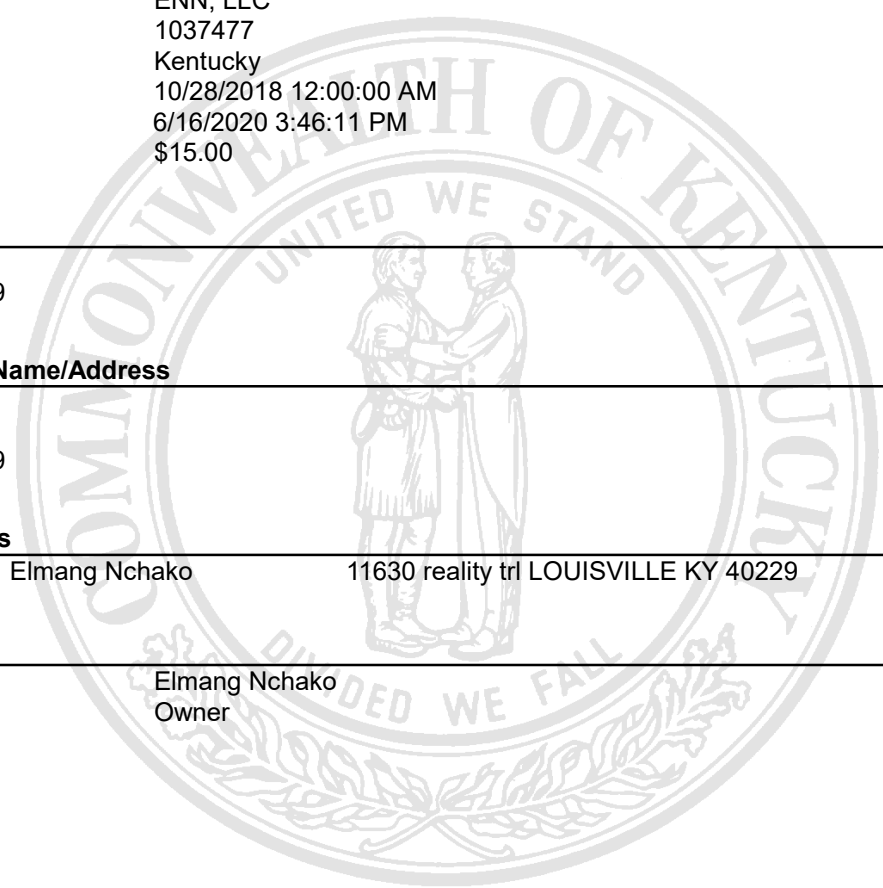 ENN, LLC
1037477
Kentucky
10/28/2018 12:00:00 AM
6/16/2020 3:46:11 PM
$15.00
COMMONWEALTH OF KENTUCKY
UNITED WE STAND
9
Name/Address
9
s
Elmang Nchako 11630 reality trl LOUISVILLE KY 40229
DIVIDED WE FALL
Elmang Nchako
Owner